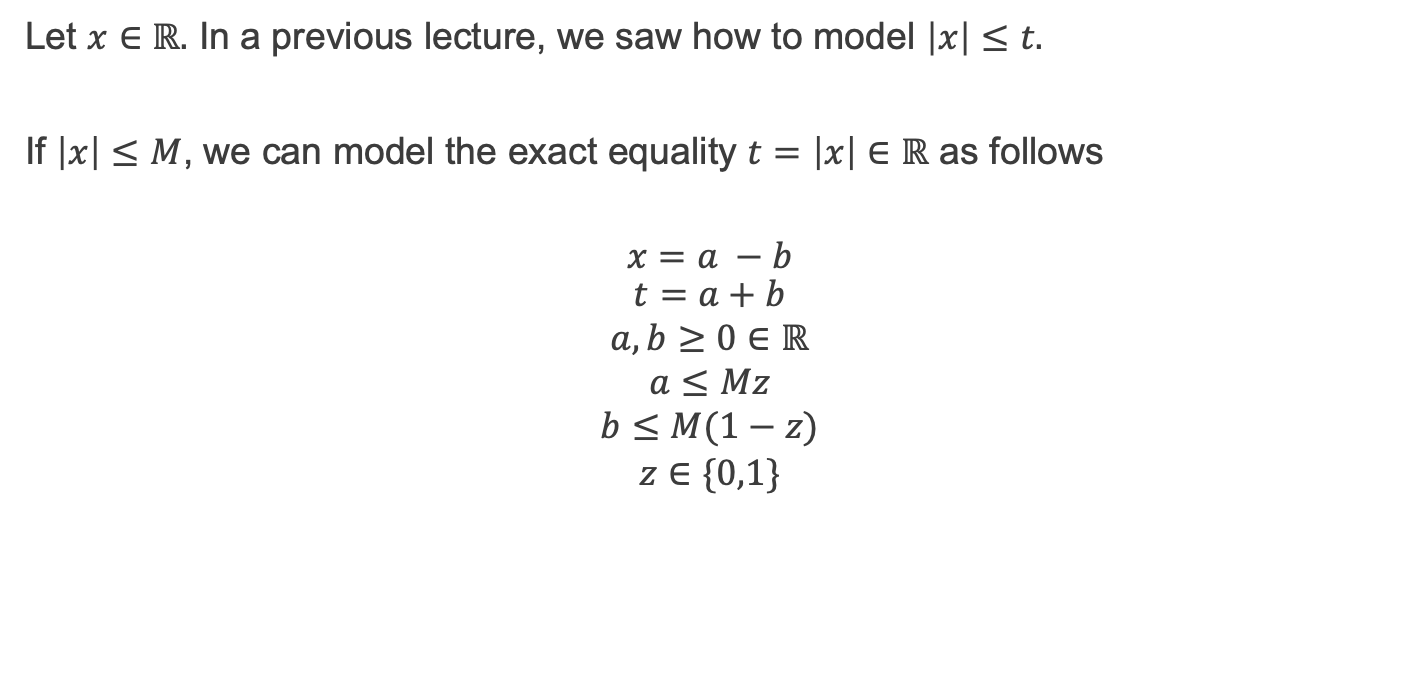 Let 𝑥 ∈ ℝ. In a previous lecture, we saw how to model |𝑥| ≤ 𝑡.
If |𝑥| ≤ 𝑀, we can model the exact equality 𝑡 = |𝑥| ∈ ℝ as follows
𝑥 = 𝑎 − 𝑏
𝑡 = 𝑎 + 𝑏
𝑎, 𝑏 ≥ 0 ∈ ℝ
𝑎 ≤ 𝑀𝑧
𝑏 ≤ 𝑀(1 − 𝑧)
𝑧 ∈ {0,1}